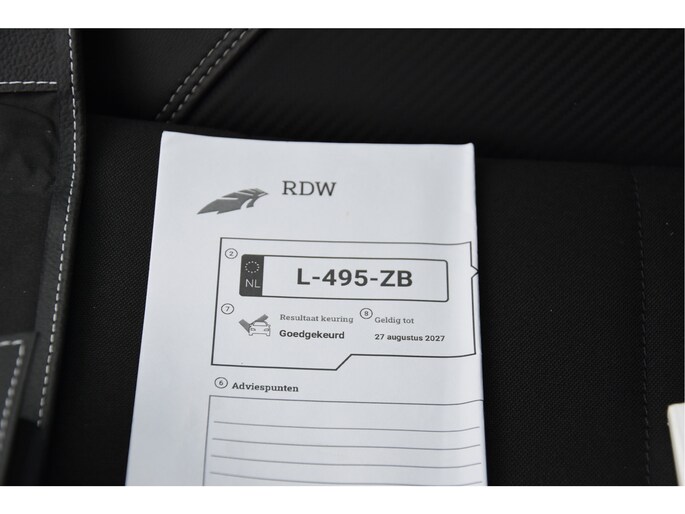 RDW
2
NL L-495-ZB
7 Resultaat keuring 8 Geldig tot
Goedgekeurd 27 augustus 2027
6 Adviespunten